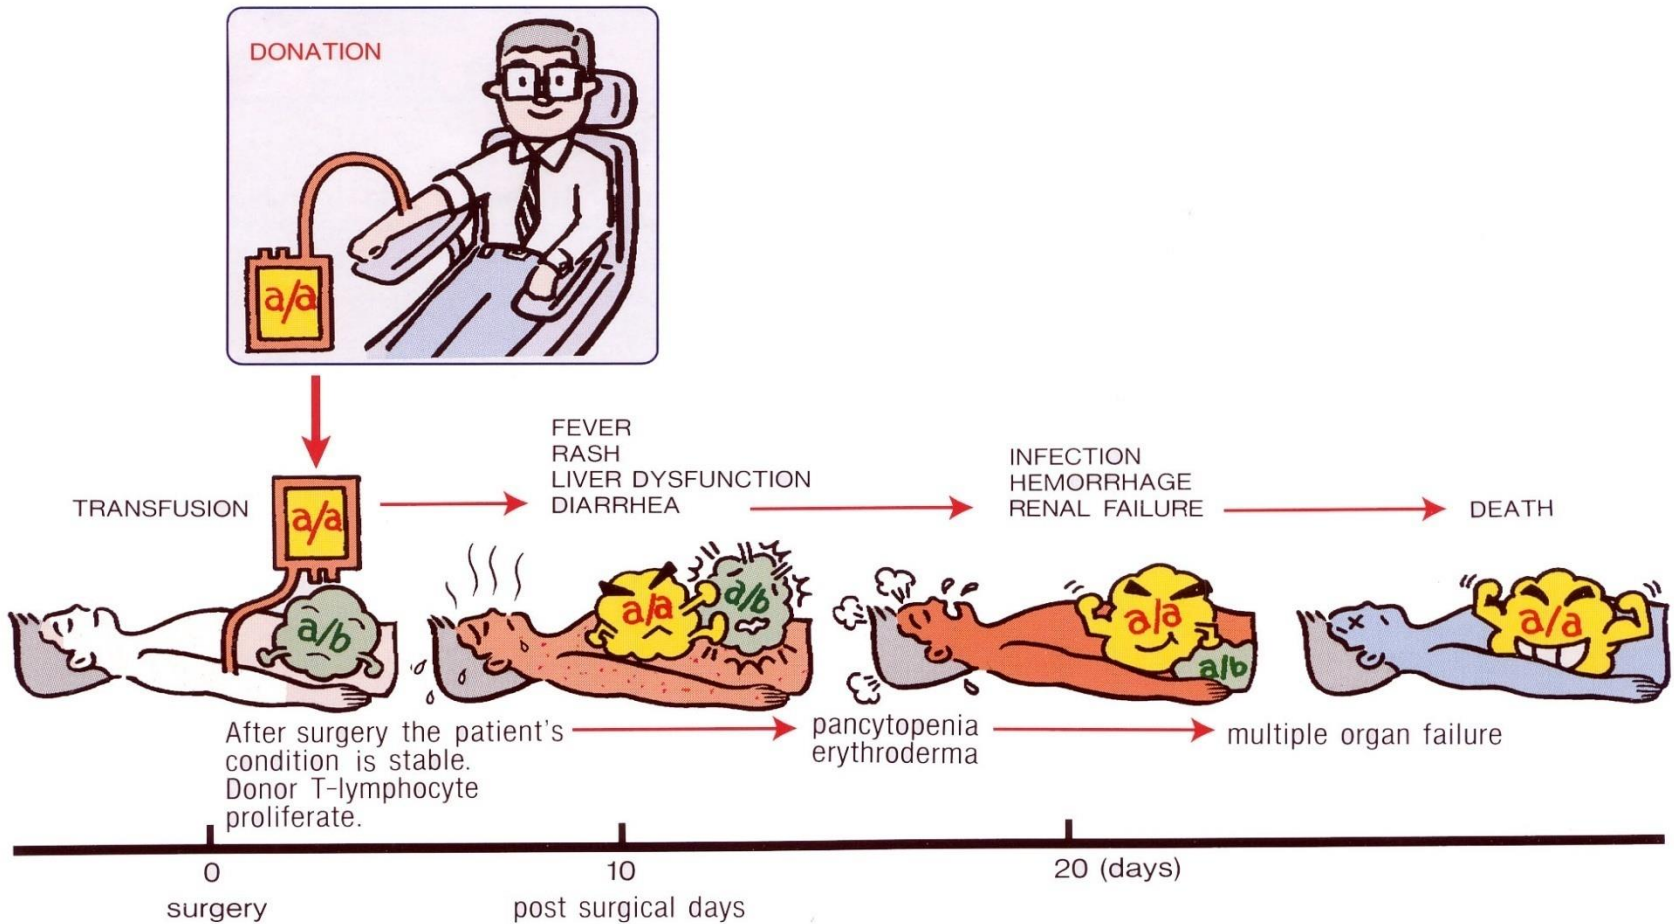 DONATION
a/a
FEVER
RASH
LIVER DYSFUNCTION
DIARRHEA
INFECTION
HEMORRHAGE
RENAL FAILURE
TRANSFUSION
a/a
DEATH
a/b
a/a
a/b
a/a
a/b
a/a
After surgery the patient's
condition is stable.
Donor T-lymphocyte
proliferate.
pancytopenia
erythroderma
multiple organ failure
0
10
20 (days)
surgery
post surgical days